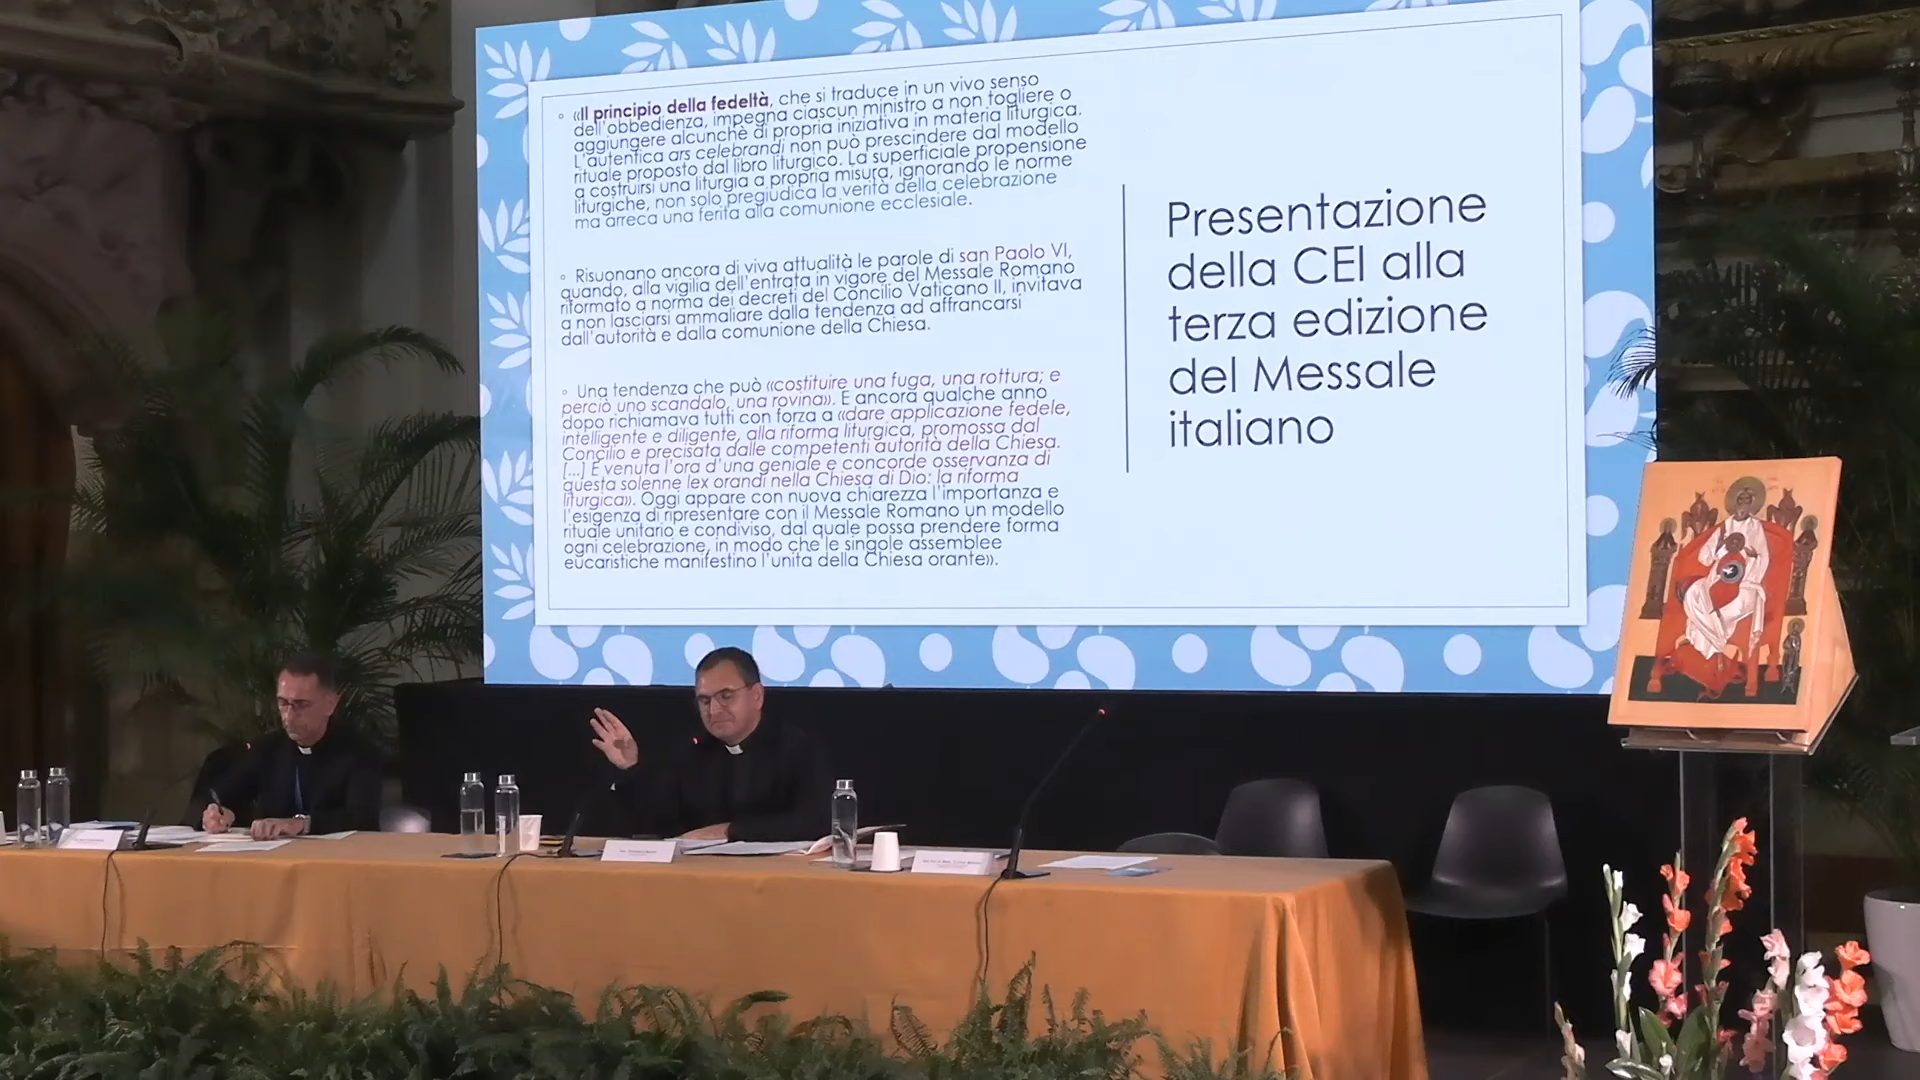 ◦ «Il principio della fedeltà, che si traduce in un vivo senso
dell'obbedienza, impegna ciascun ministro a non togliere o
aggiungere alcunché di propria iniziativa in materia liturgica.
L'autentica ars celebrandi non può prescindere dal modello
rituale proposto dal libro liturgico. La superficiale propensione
a costruirsi una liturgia a propria misura, ignorando le norme
liturgiche, non solo pregiudica la verità della celebrazione
ma arreca una ferita alla comunione ecclesiale.
◦ Risuonano ancora di viva attualità le parole di san Paolo VI,
quando, alla vigilia dell'entrata in vigore del Messale Romano
riformato a norma dei decreti del Concilio Vaticano II, invitava
a non lasciarsi ammaliare dalla tendenza ad affrancarsi
dall'autorità e dalla comunione della Chiesa.
◦ Una tendenza che può «costituire una fuga, una rottura; e
perciò uno scandalo, una rovina». E ancora qualche anno
dopo richiamava tutti con forza a «dare applicazione fedele,
intelligente e diligente, alla riforma liturgica, promossa dal
Concilio e precisata dalle competenti autorità della Chiesa.
[...] È venuta l'ora d'una geniale e concorde osservanza di
questa solenne lex orandi nella Chiesa di Dio: la riforma
liturgica». Oggi appare con nuova chiarezza l'importanza e
l'esigenza di ripresentare con il Messale Romano un modello
rituale unitario e condiviso, dal quale possa prendere forma
ogni celebrazione, in modo che le singole assemblee
eucaristiche manifestino l'unità della Chiesa orante».
Presentazione
della CEI alla
terza edizione
del Messale
italiano